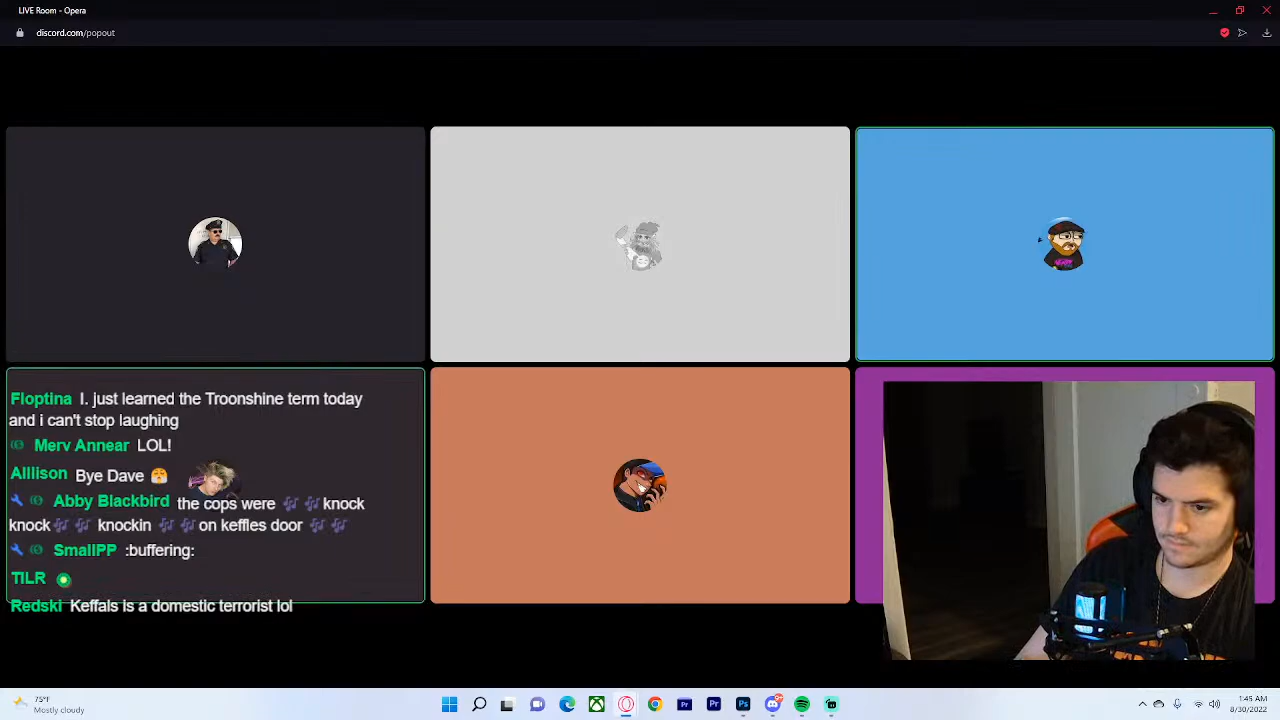 LIVE Room - Opera
discord.com/popout
Floptina I. just learned the Troonshine term today
and i can't stop laughing
Merv Annear LOL!
Alllison Bye Dave
Abby Blackbird the cops were 🎶 🎶 knock
knock 🎶 🎶 knockin 🎶 🎶 on keffles door 🎶 🎶
SmallPP :buffering:
TILR
Redski Keffals is a domestic terrorist lol
75°F
Mostly cloudy
1:45 AM
8/30/2022